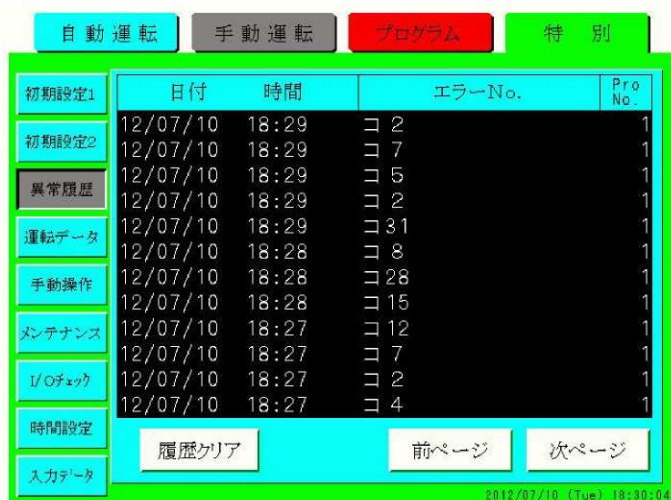 自動運転 手動運転 プログラム 特別
初期設定1
初期設定2
異常履歴
運転データ
手動操作
メンテナンス
I/Oチェック
時間設定
入力データ
日付 時間 エラーNo. Pro No.
12/07/10 18:29 コ 2 1
12/07/10 18:29 コ 7 1
12/07/10 18:29 コ 5 1
12/07/10 18:29 コ 2 1
12/07/10 18:29 コ31 1
12/07/10 18:28 コ 8 1
12/07/10 18:28 コ28 1
12/07/10 18:28 コ15 1
12/07/10 18:27 コ12 1
12/07/10 18:27 コ 7 1
12/07/10 18:27 コ 2 1
12/07/10 18:27 コ 4 1
履歴クリア 前ページ 次ページ
2012/07/10 (Tue) 18:30:04